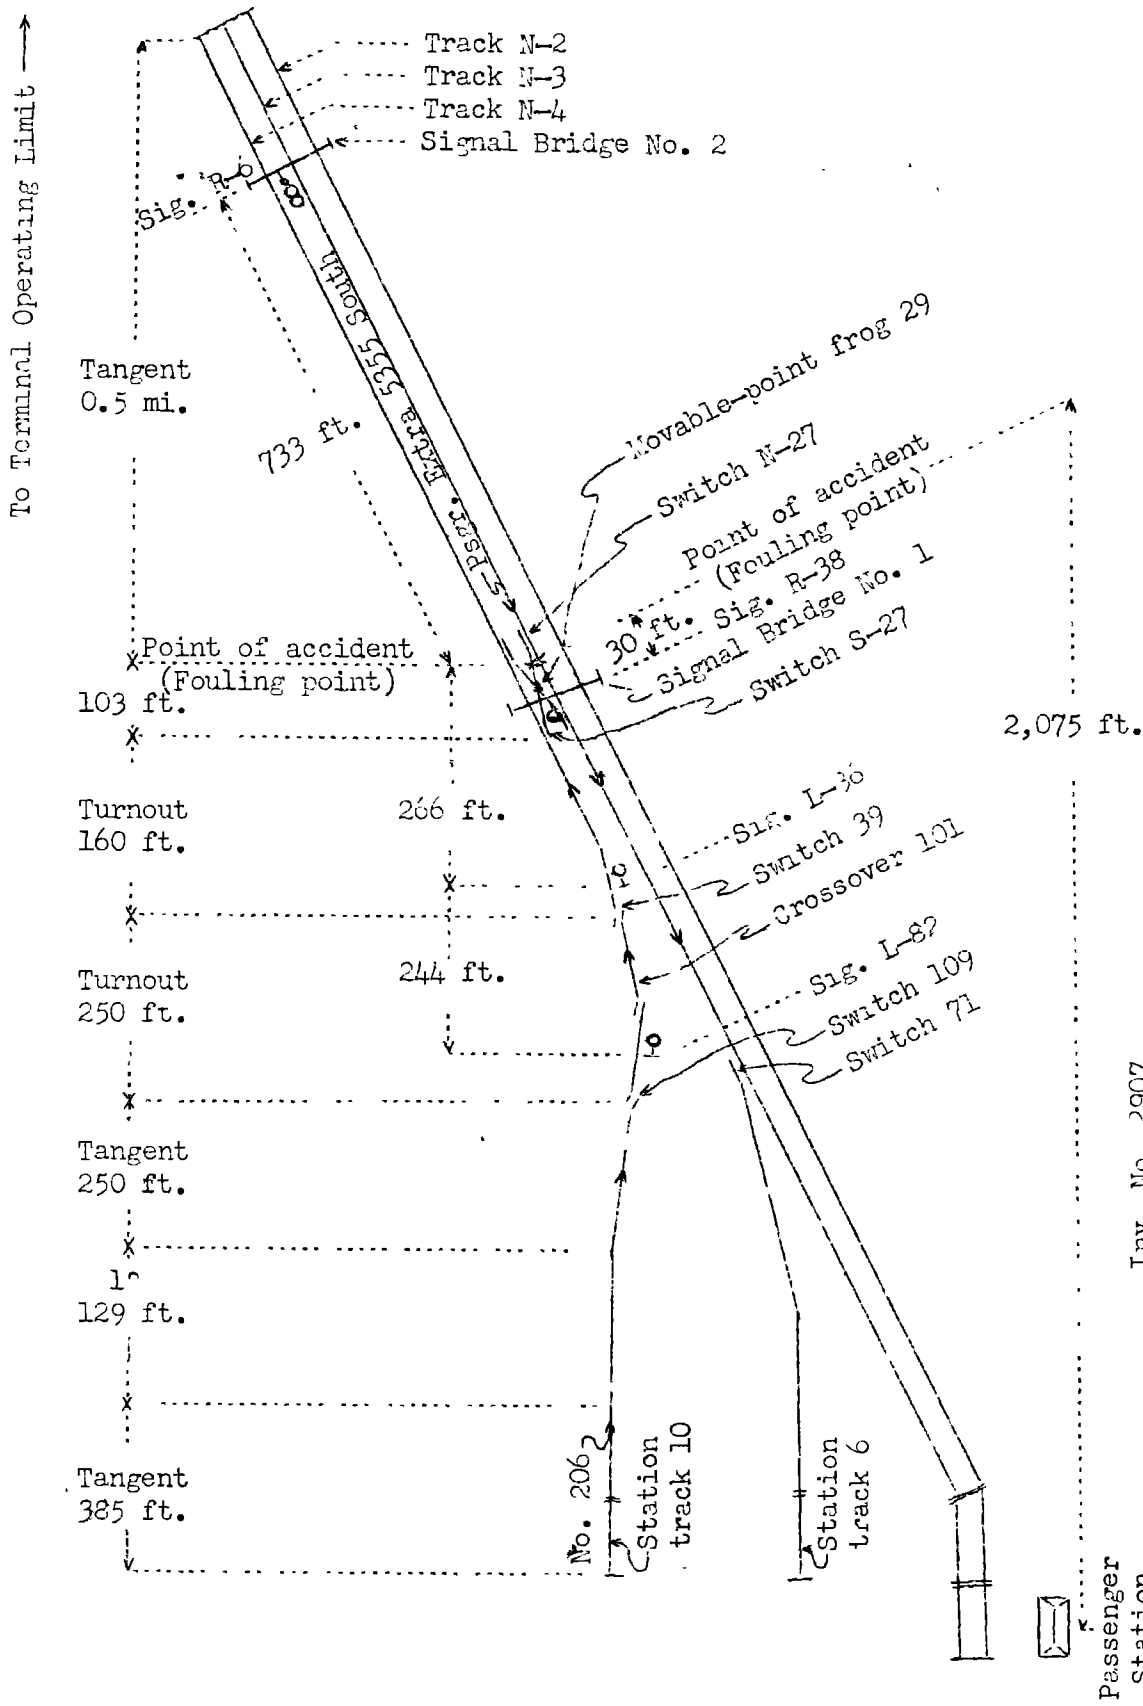 To Terminal Operating Limit
Track N-2
Track N-3
Track N-4
Signal Bridge No. 2
Sig. R-6
Tangent
0.5 mi.
733 ft.
S-Psgr. Extra 5355 South
Movable-point frog 29
Switch N-27
Point of accident
(Fouling point)
30 ft.
Sig. R-38
Signal Bridge No. 1
Switch S-27
Point of accident
(Fouling point)
103 ft.
2,075 ft.
Turnout
160 ft.
266 ft.
Sig. L-36
Switch 39
Crossover 101
Turnout
250 ft.
244 ft.
Sig. L-82
Switch 109
Switch 71
Tangent
250 ft.
Inv. No. 2907
1°
129 ft.
Tangent
385 ft.
No. 206
Station
track 10
Station
track 6
Passenger
Station